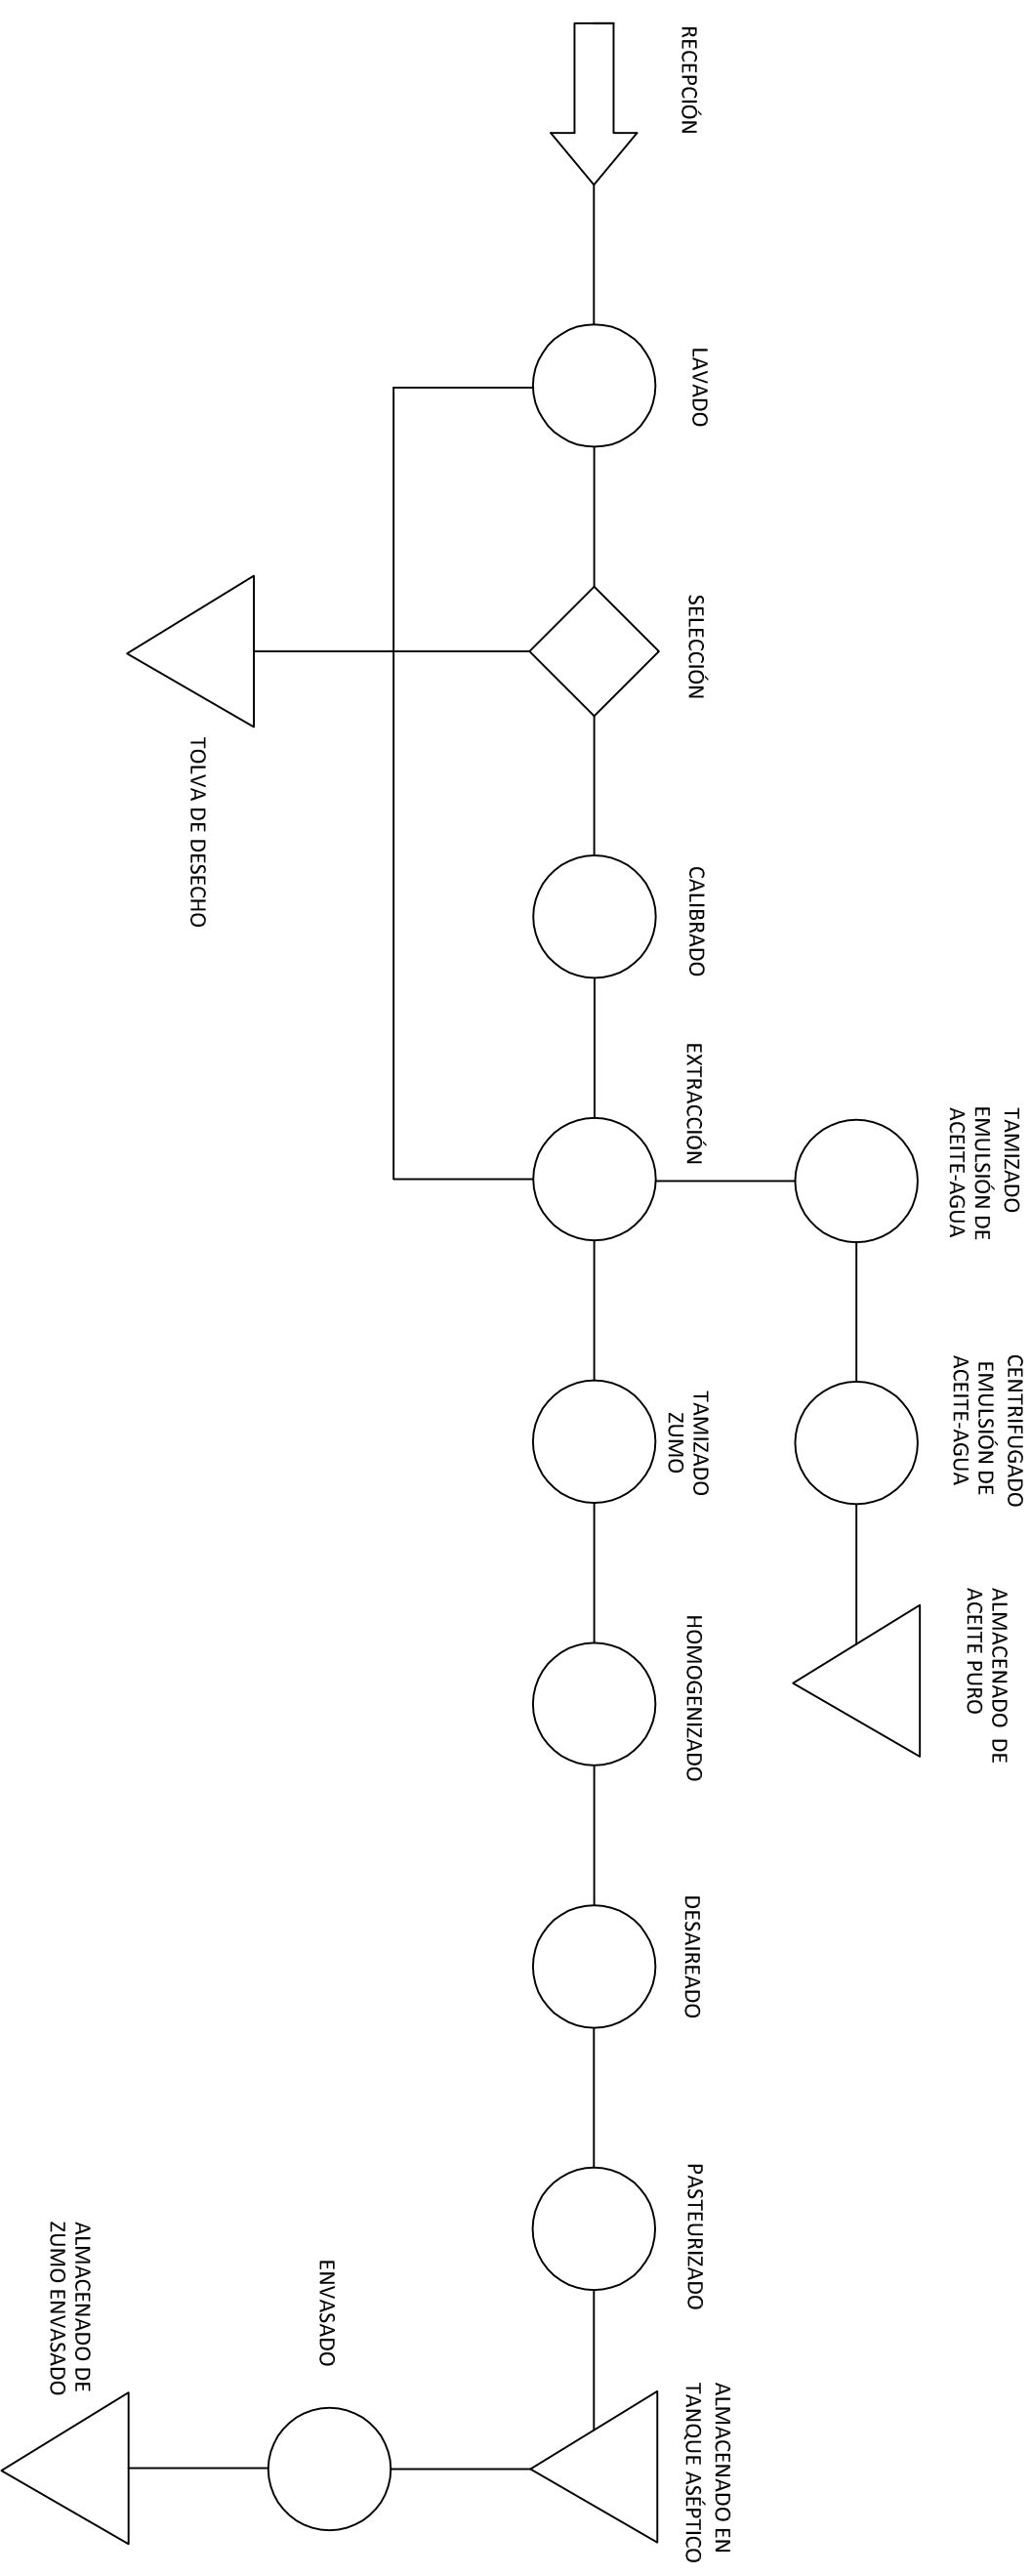 RECEPCIÓN
LAVADO
SELECCIÓN
TOLVA DE DESECHO
CALIBRADO
EXTRACCIÓN
TAMIZADO
EMULSIÓN DE
ACEITE-AGUA
CENTRIFUGADO
EMULSIÓN DE
ACEITE-AGUA
ALMACENADO DE
ACEITE PURO
TAMIZADO
ZUMO
HOMOGENIZADO
DESAIREADO
PASTEURIZADO
ALMACENADO EN
TANQUE ASÉPTICO
ENVASADO
ALMACENADO DE
ZUMO ENVASADO